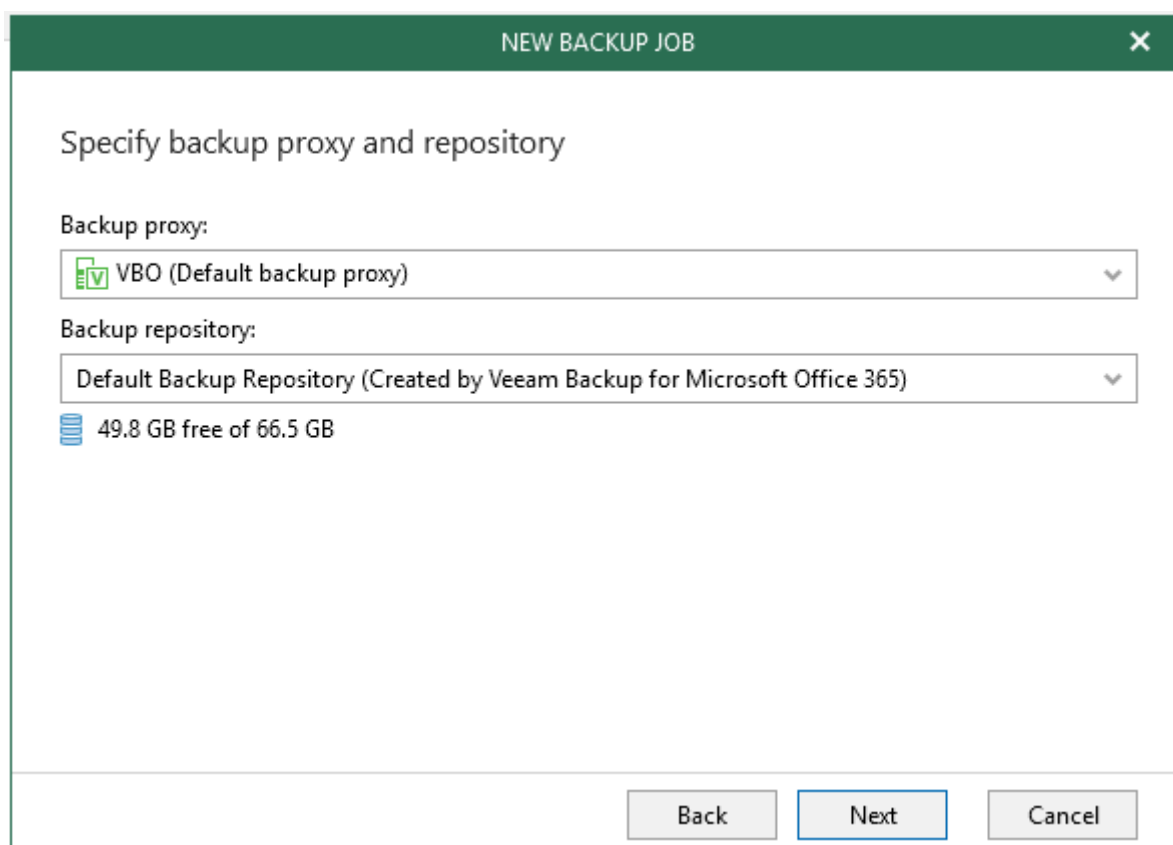 NEW BACKUP JOB
Specify backup proxy and repository
Backup proxy:
VBO (Default backup proxy)
Backup repository:
Default Backup Repository (Created by Veeam Backup for Microsoft Office 365)
49.8 GB free of 66.5 GB
Back Next Cancel